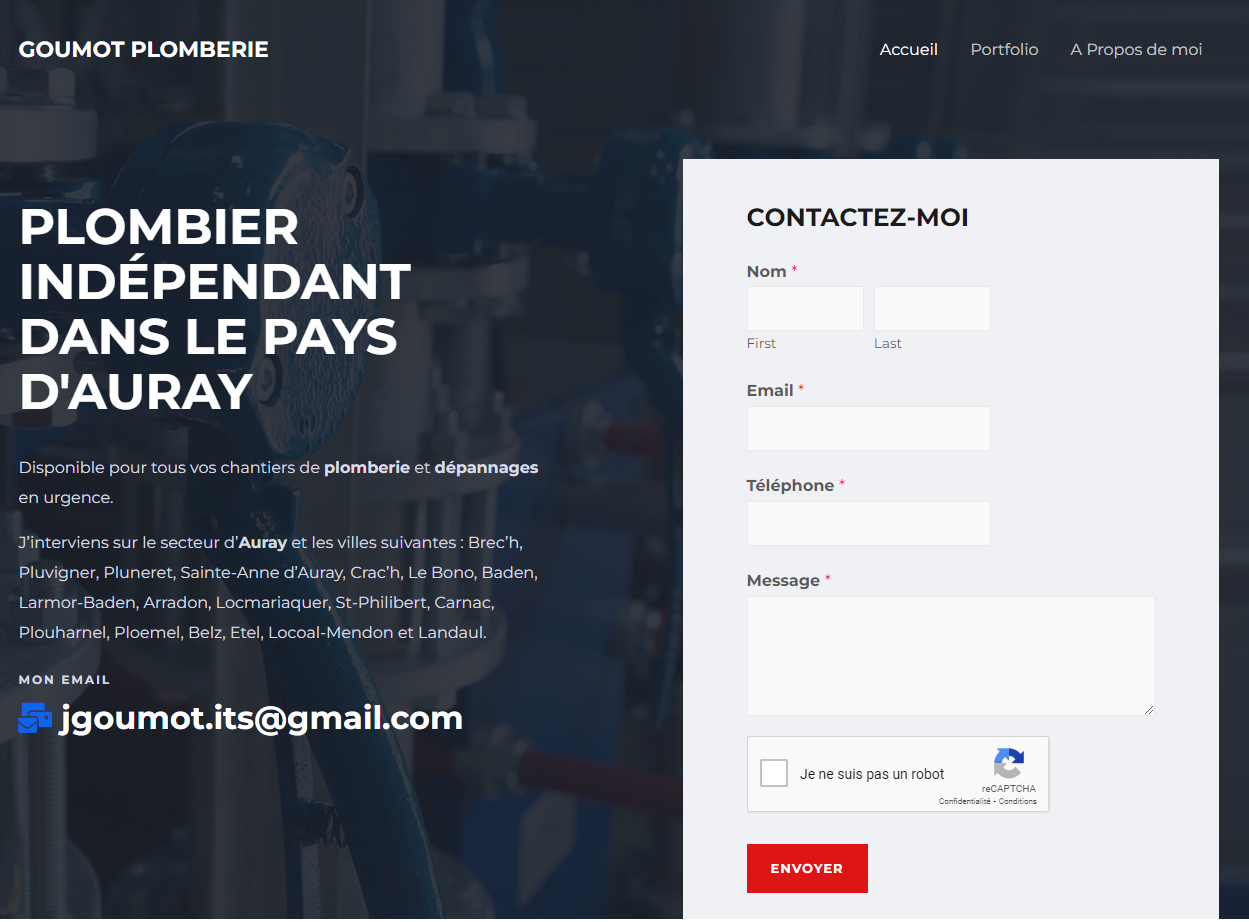 GOUMOT PLOMBERIE
Accueil
Portfolio
A Propos de moi
PLOMBIER
INDÉPENDANT
DANS LE PAYS
D'AURAY
Disponible pour tous vos chantiers de plomberie et dépannages
en urgence.
J’interviens sur le secteur d’Auray et les villes suivantes : Brec’h,
Pluvigner, Pluneret, Sainte-Anne d’Auray, Crac’h, Le Bono, Baden,
Larmor-Baden, Arradon, Locmariaquer, St-Philibert, Carnac,
Plouharnel, Ploemel, Belz, Etel, Locoal-Mendon et Landaul.
MON EMAIL
jgoumot.its@gmail.com
CONTACTEZ-MOI
Nom *
First
Last
Email *
Téléphone *
Message *
Je ne suis pas un robot
reCAPTCHA
Confidentialité - Conditions
ENVOYER